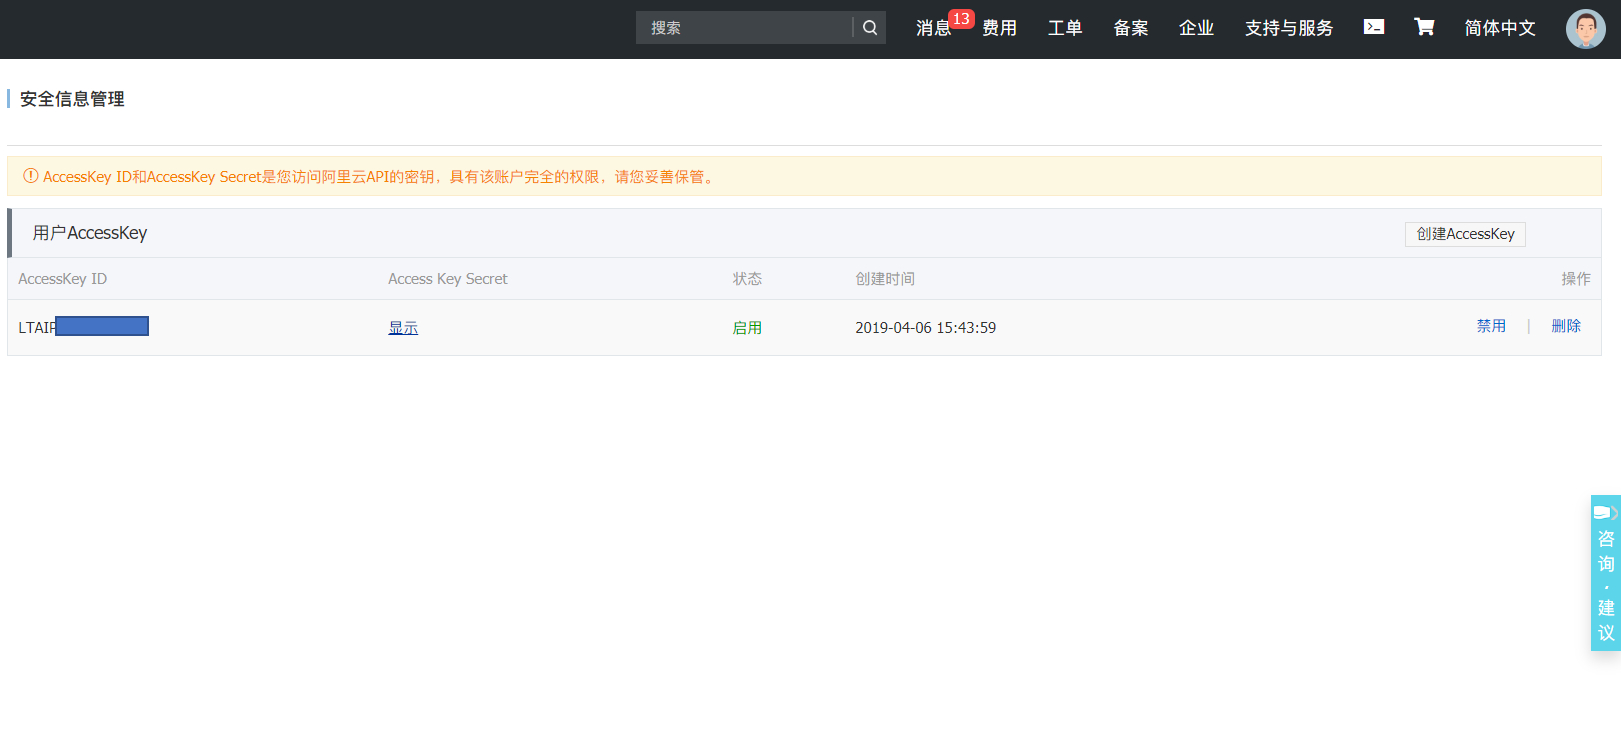 搜索 消息 13 费用 工单 备案 企业 支持与服务 简体中文
安全信息管理
AccessKey ID和AccessKey Secret是您访问阿里云API的密钥，具有该账户完全的权限，请您妥善保管。
用户AccessKey 创建AccessKey
AccessKey ID Access Key Secret 状态 创建时间 操作
LTAIF 显示 启用 2019-04-06 15:43:59 禁用 | 删除
咨询·建议